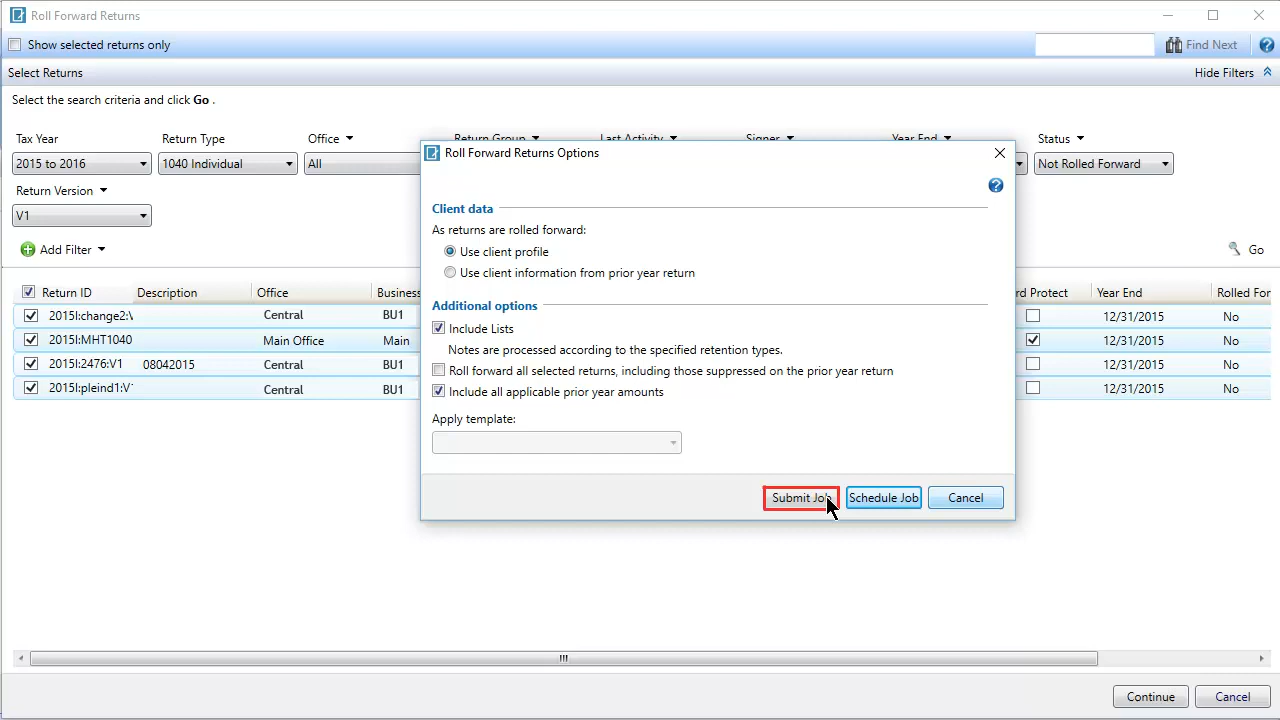 Roll Forward Returns
Show selected returns only
Find Next
Select Returns
Hide Filters
Select the search criteria and click Go .
Tax Year Return Type Office Return Group Last Activity Signer Year End Status
2015 to 2016 1040 Individual All Not Rolled Forward
Return Version
V1
Add Filter
Go
Return ID Description Office Business rd Protect Year End Rolled For
2015I:change2:V Central BU1 12/31/2015 No
2015I:MHT1040 Main Office Main 12/31/2015 No
2015I:2476:V1 08042015 Central BU1 12/31/2015 No
2015I:pleind1:V1 Central BU1 12/31/2015 No
Roll Forward Returns Options
Client data
As returns are rolled forward:
Use client profile
Use client information from prior year return
Additional options
Include Lists
Notes are processed according to the specified retention types.
Roll forward all selected returns, including those suppressed on the prior year return
Include all applicable prior year amounts
Apply template:
Submit Job Schedule Job Cancel
Continue Cancel